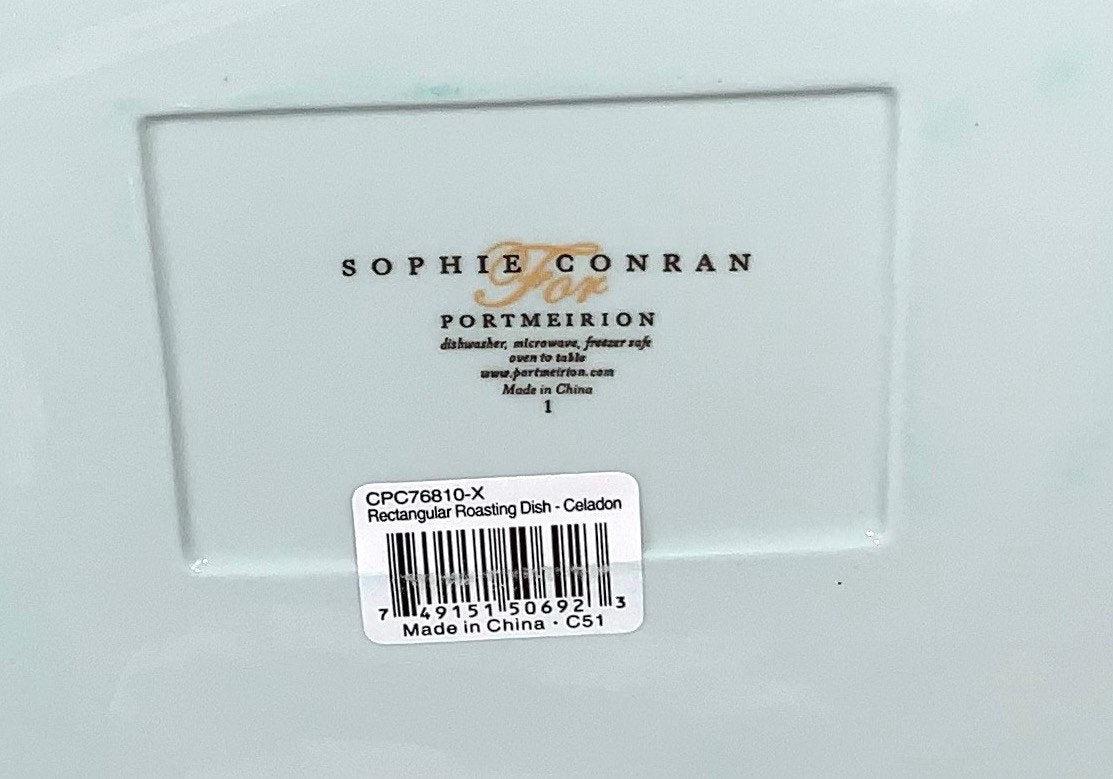 SOPHIE CONRAN
For
PORTMEIRION
dishwasher, microwave, freezer safe
oven to table
www.portmeirion.com
Made in China
1
CPC76810-X
Rectangular Roasting Dish - Celadon
7 49151 50692 3
Made in China · C51